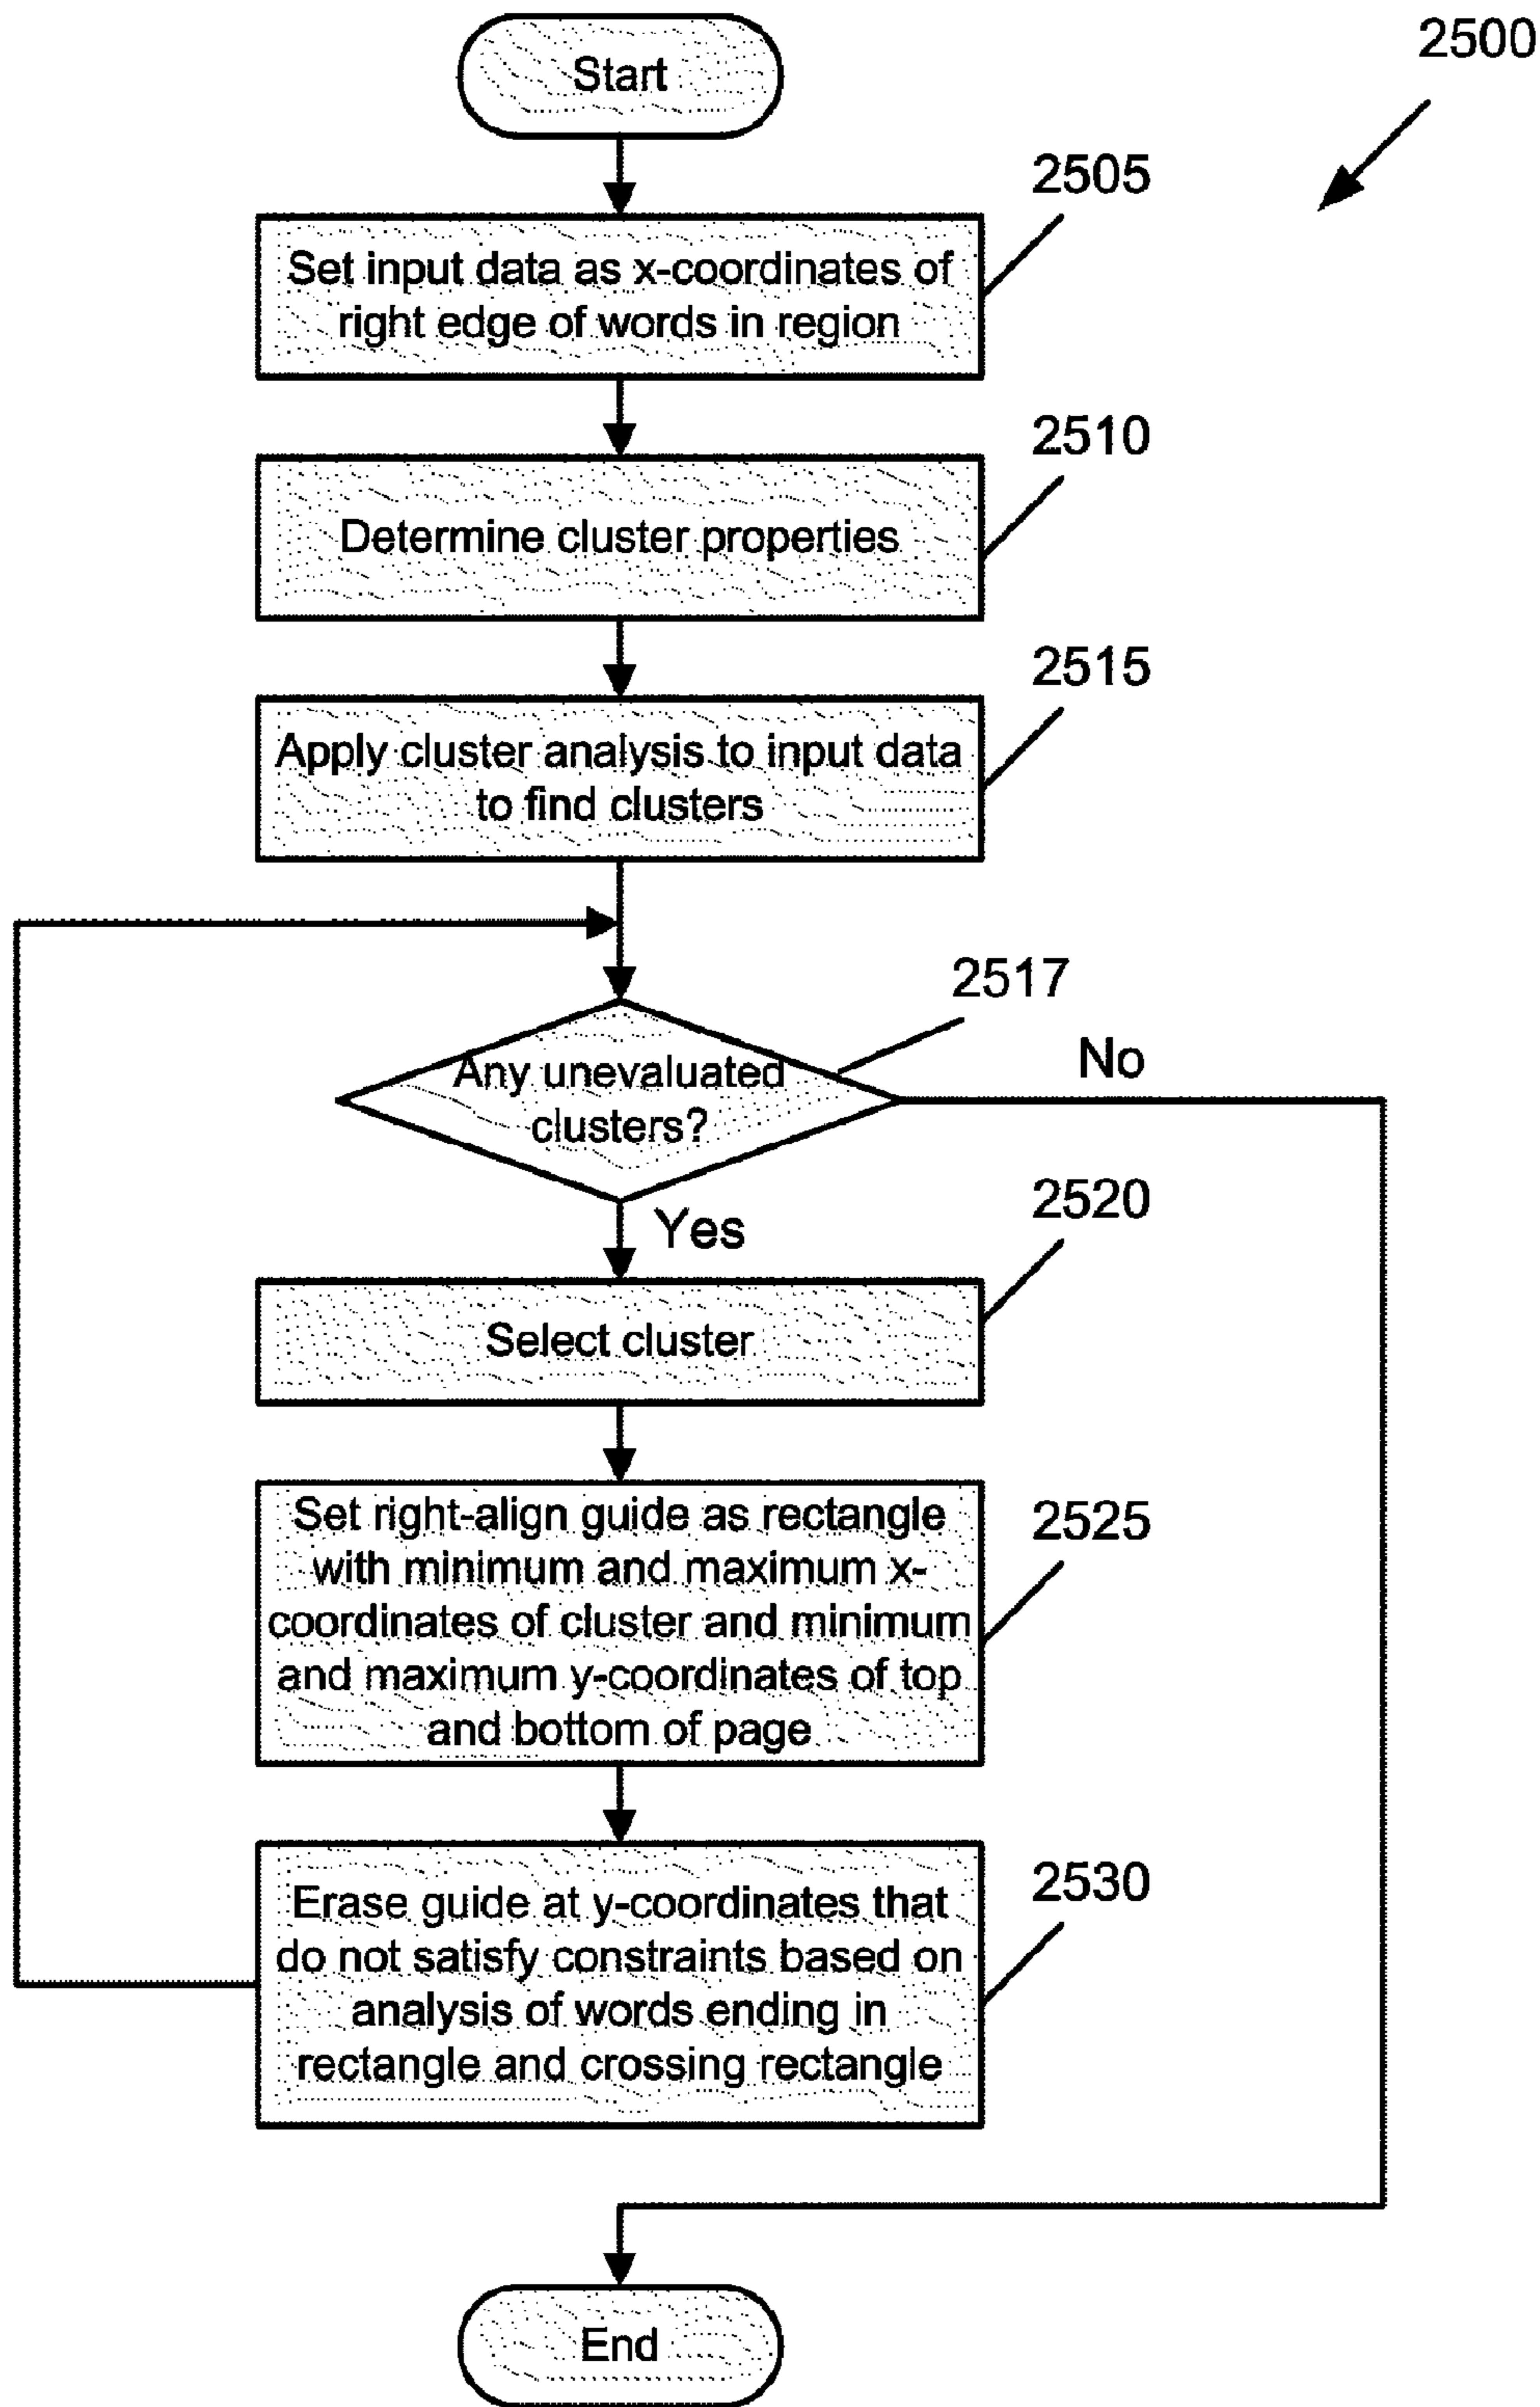 Start
2500
2505
Set input data as x-coordinates of
right edge of words in region
2510
Determine cluster properties
2515
Apply cluster analysis to input data
to find clusters
2517
Any unevaluated
clusters?
No
Yes
2520
Select cluster
2525
Set right-align guide as rectangle
with minimum and maximum x-
coordinates of cluster and minimum
and maximum y-coordinates of top
and bottom of page
2530
Erase guide at y-coordinates that
do not satisfy constraints based on
analysis of words ending in
rectangle and crossing rectangle
End